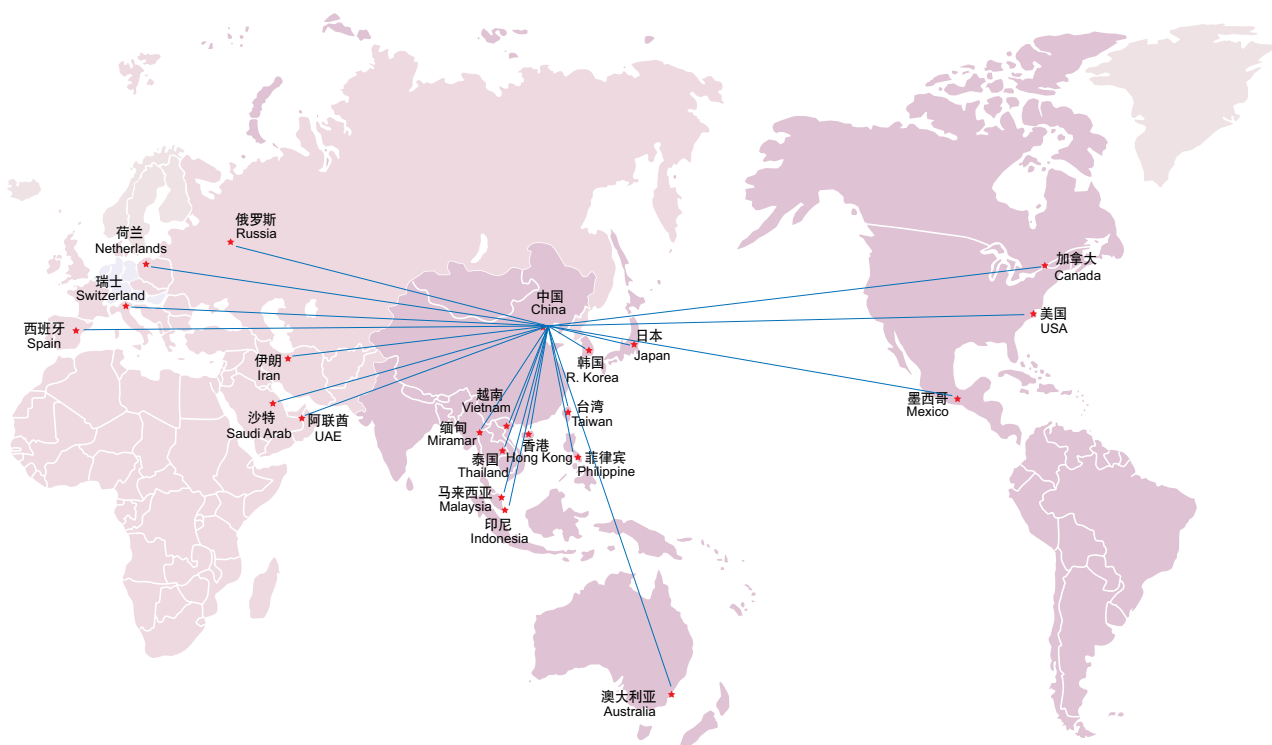 俄罗斯
Russia
荷兰
Netherlands
瑞士
Switzerland
西班牙
Spain
伊朗
Iran
沙特
Saudi Arab
阿联酋
UAE
中国
China
日本
Japan
韩国
R. Korea
越南
Vietnam
台湾
Taiwan
缅甸
Miramar
香港
Hong Kong
泰国
Thailand
菲律宾
Philippine
马来西亚
Malaysia
印尼
Indonesia
澳大利亚
Australia
加拿大
Canada
美国
USA
墨西哥
Mexico